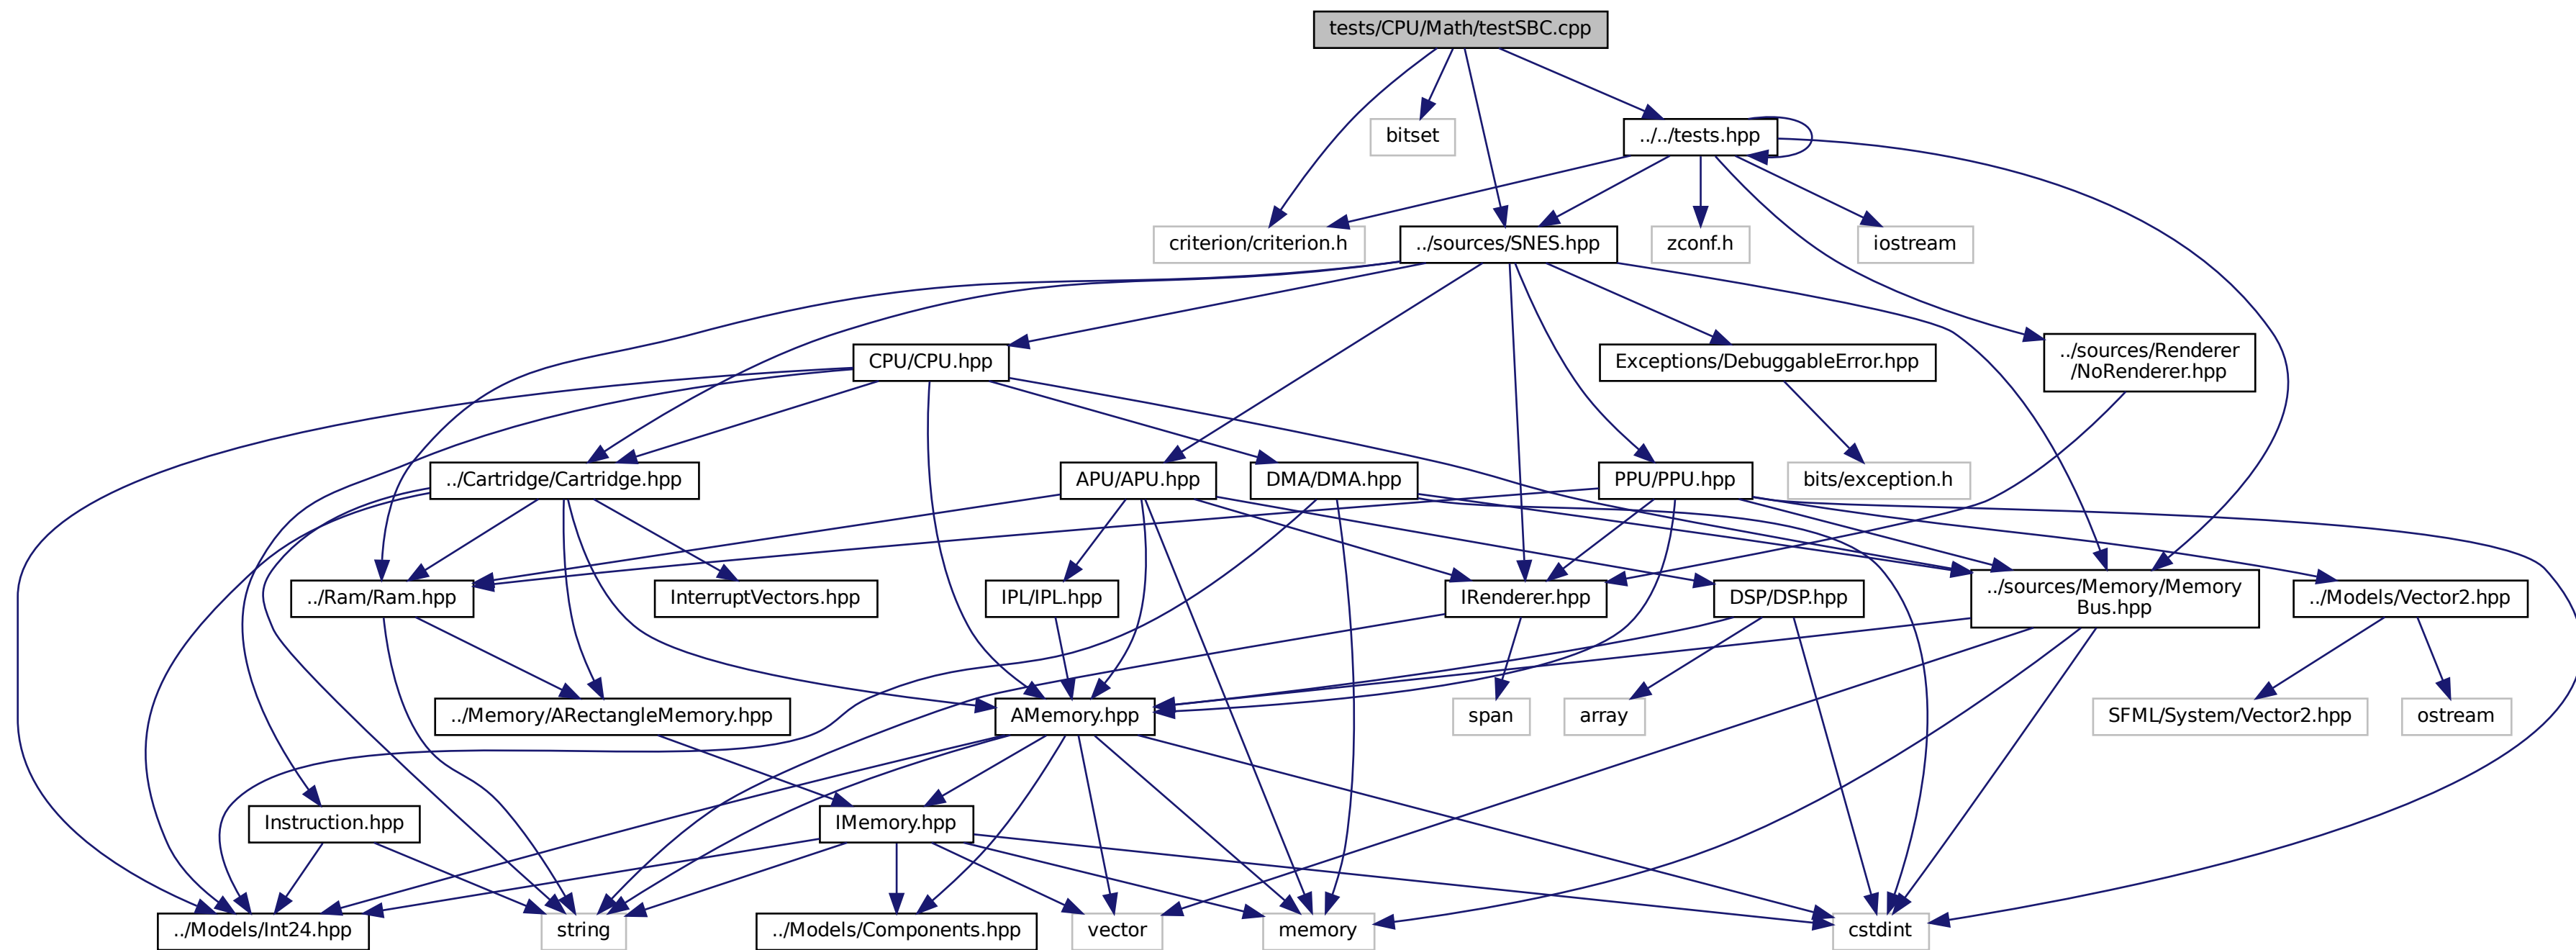 tests/CPU/Math/testSBC.cpp
bitset
../../tests.hpp
criterion/criterion.h
../sources/SNES.hpp
zconf.h
iostream
CPU/CPU.hpp
Exceptions/DebuggableError.hpp
../sources/Renderer
/NoRenderer.hpp
../Cartridge/Cartridge.hpp
APU/APU.hpp
DMA/DMA.hpp
PPU/PPU.hpp
bits/exception.h
../Ram/Ram.hpp
InterruptVectors.hpp
IPL/IPL.hpp
IRenderer.hpp
DSP/DSP.hpp
../sources/Memory/Memory
Bus.hpp
../Models/Vector2.hpp
../Memory/ARectangleMemory.hpp
AMemory.hpp
span
array
SFML/System/Vector2.hpp
ostream
Instruction.hpp
IMemory.hpp
../Models/Int24.hpp
string
../Models/Components.hpp
vector
memory
cstdint